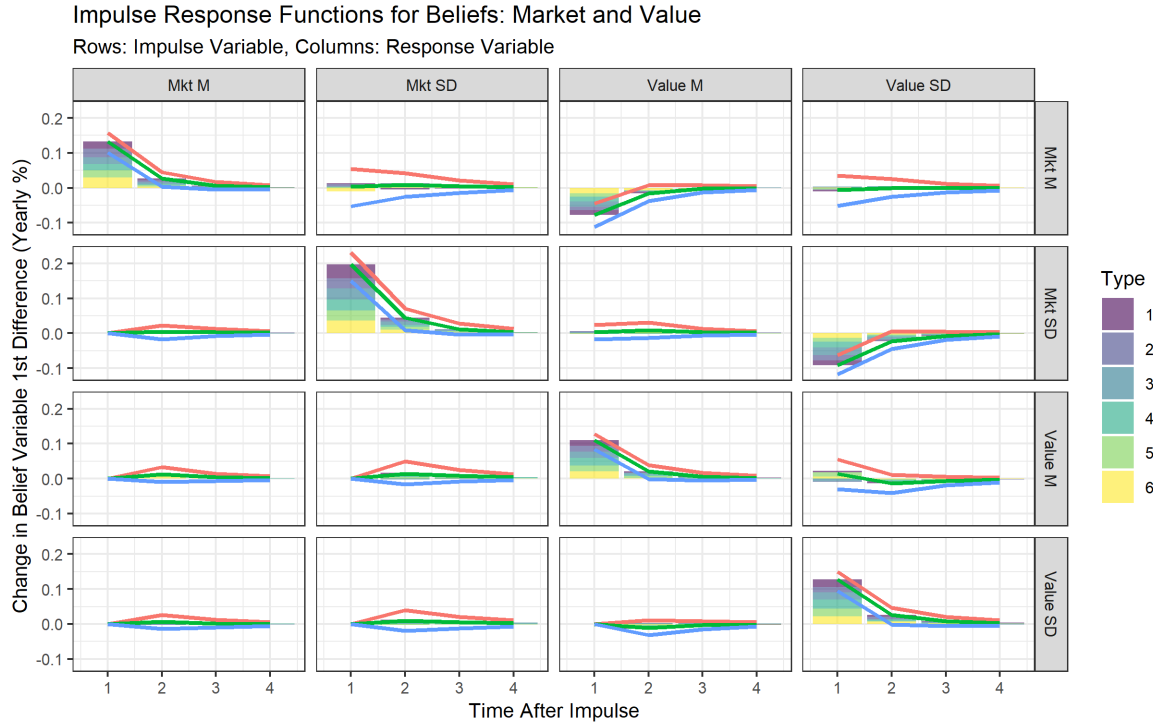 Impulse Response Functions for Beliefs: Market and Value
Rows: Impulse Variable, Columns: Response Variable
Mkt M
Mkt SD
Value M
Value SD
Change in Belief Variable 1st Difference (Yearly %)
0.2
0.1
0.0
-0.1
Mkt M
0.2
0.1
0.0
-0.1
Mkt SD
0.2
0.1
0.0
-0.1
Value M
0.2
0.1
0.0
-0.1
Value SD
1 2 3 4
1 2 3 4
1 2 3 4
1 2 3 4
Time After Impulse
Type
1
2
3
4
5
6